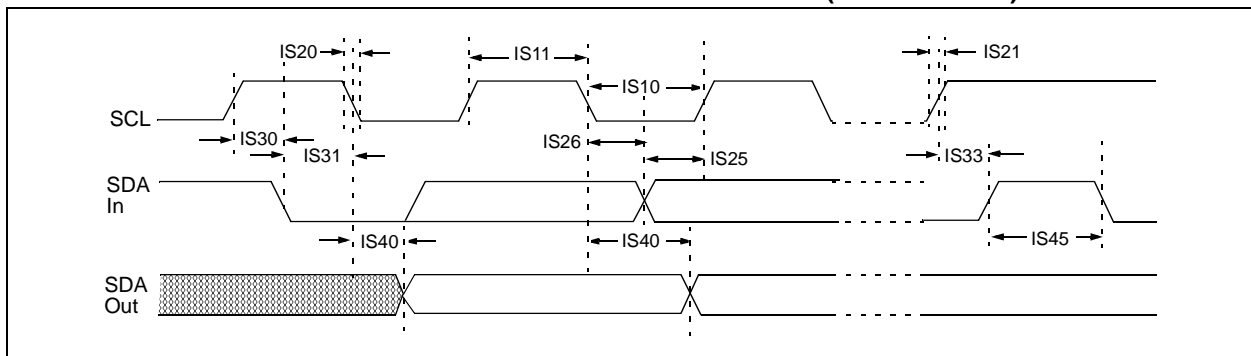 IS20
IS11
IS21
IS10
SCL
IS30
IS26
IS31
IS25
IS33
SDA
In
IS40
IS40
IS45
SDA
Out